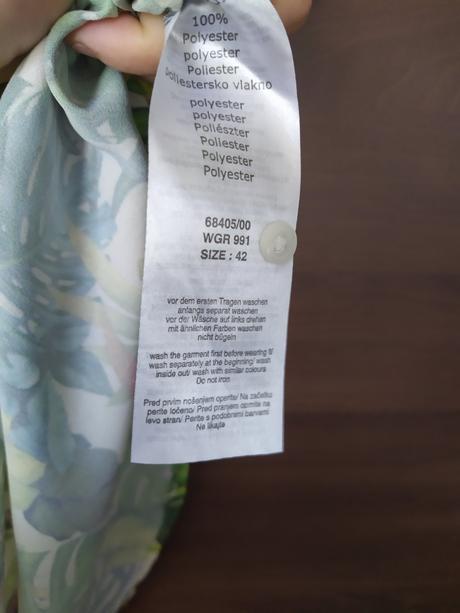 100%
Polyester
polyester
Poliester
poliestersko vlakno
polyester
polyester
Poliészter
Poliester
Polyester
Polyester
68405/00
WGR 991
SIZE : 42
vor dem ersten Tragen waschen
anfangs separat waschen
vor der Wäsche auf links drehen
mit ähnlichen Farben waschen
nicht bügeln
wash the garment first before wearing it/
wash separately at the beginning/ wash
inside out/ wash with similar colours
Do not iron
Pred prvim nošenjem operite/ Na začetku
perite ločeno/ Pred pranjem obrnite na
levo stran/ Perite s podobnimi barvami
Ne likajte